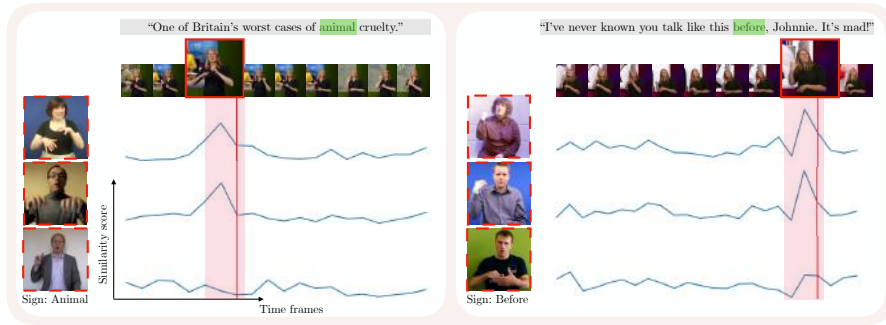 “One of Britain’s worst cases of animal cruelty.”
“I’ve never known you talk like this before, Johnnie. It’s mad!”
Similarity score
Sign: Animal
Time frames
Sign: Before